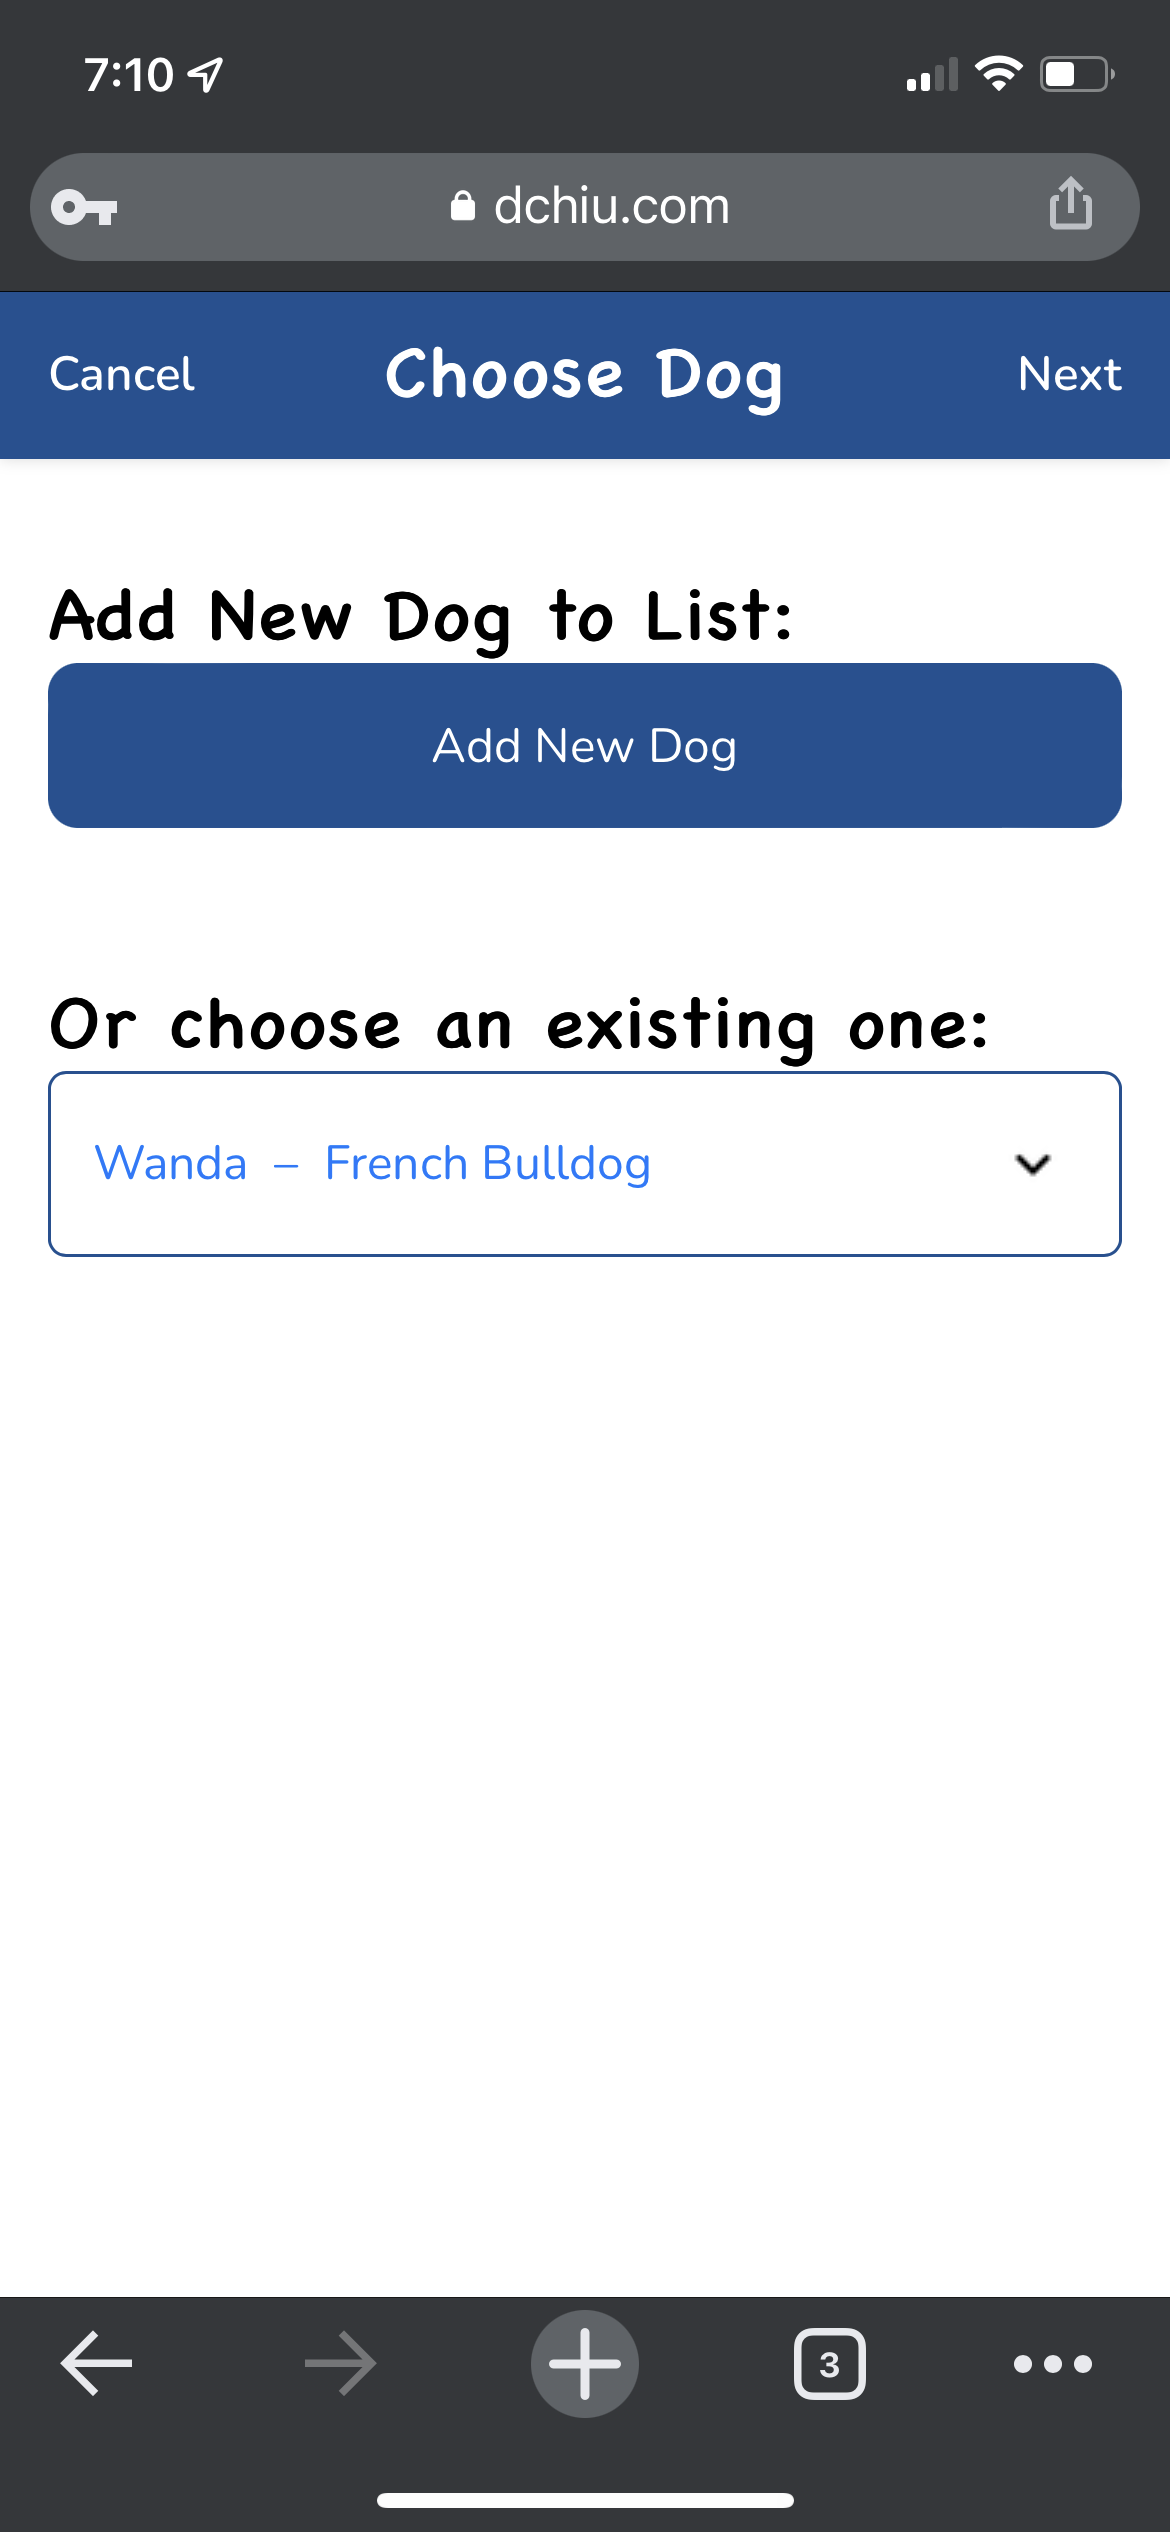 7:10
dchiu.com
Cancel Choose Dog Next
Add New Dog to List:
Add New Dog
Or choose an existing one:
Wanda – French Bulldog
3